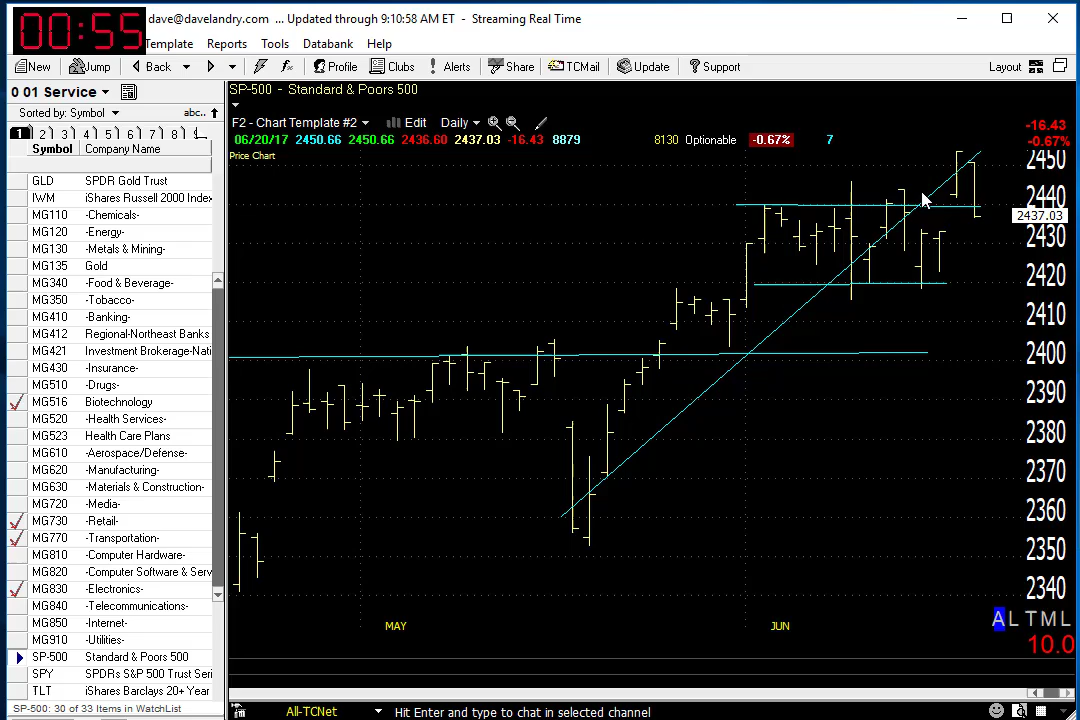 00:55
dave@davelandry.com ... Updated through 9:10:58 AM ET - Streaming Real Time
Template Reports Tools Databank Help
New Jump Back Profile Clubs Alerts Share TCMail Update Support Layout
0 01 Service
Sorted by: Symbol abc..
1 2 3 4 5 6 7 8
Symbol Company Name
GLD SPDR Gold Trust
IWM iShares Russell 2000 Index
MG110 -Chemicals-
MG120 -Energy-
MG130 -Metals & Mining-
MG135 Gold
MG340 -Food & Beverage-
MG350 -Tobacco-
MG410 -Banking-
MG412 Regional-Northeast Banks
MG421 Investment Brokerage-Nati
MG430 -Insurance-
MG510 -Drugs-
MG516 Biotechnology
MG520 -Health Services-
MG523 Health Care Plans
MG610 -Aerospace/Defense-
MG620 -Manufacturing-
MG630 -Materials & Construction-
MG720 -Media-
MG730 -Retail-
MG770 -Transportation-
MG810 -Computer Hardware-
MG820 -Computer Software & Serv
MG830 -Electronics-
MG840 -Telecommunications-
MG850 -Internet-
MG910 -Utilities-
SP-500 Standard & Poors 500
SPY SPDRs S&P 500 Trust Seri
TLT iShares Barclays 20+ Year
SP-500: 30 of 33 Items in WatchList
SP-500 - Standard & Poors 500
F2 - Chart Template #2 Edit Daily
06/20/17 2450.66 2450.66 2436.60 2437.03 -16.43 8879 8130 Optionable -0.67% 7
Price Chart
-16.43
-0.67%
2450
2440
2437.03
2430
2420
2410
2400
2390
2380
2370
2360
2350
2340
MAY JUN
A L T M L
10.0
All-TCNet Hit Enter and type to chat in selected channel